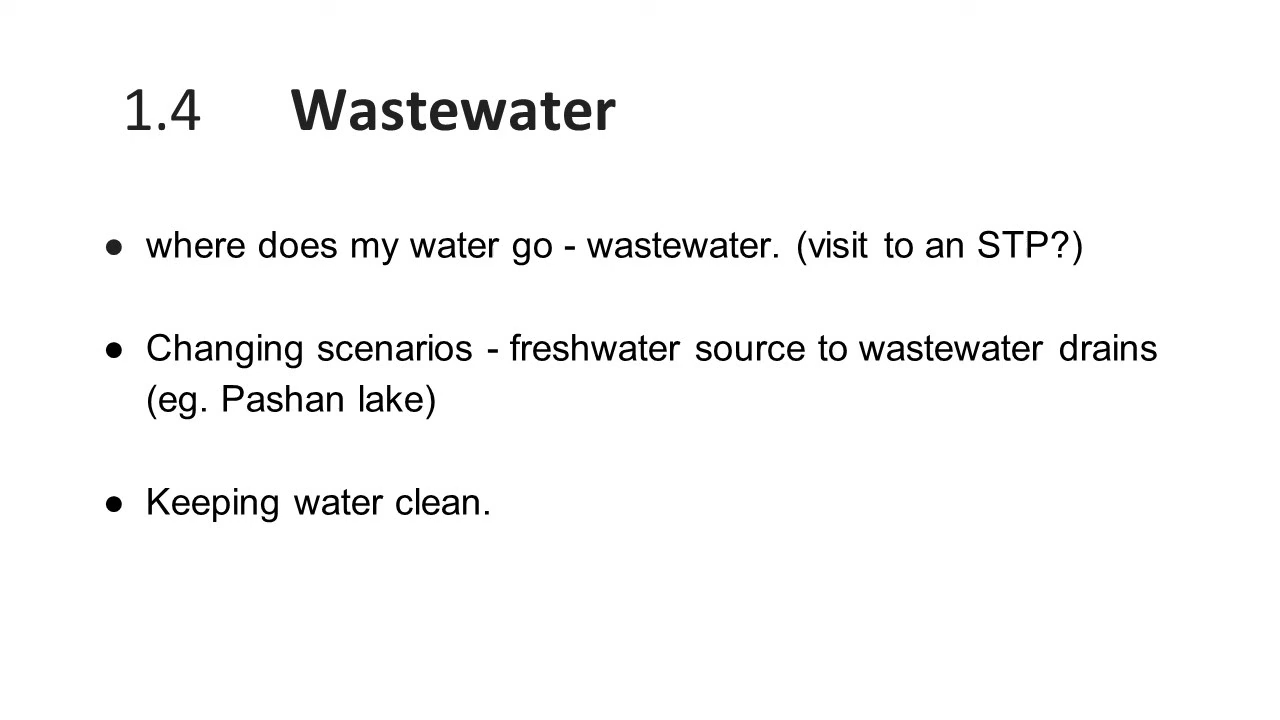 1.4 Wastewater
● where does my water go - wastewater. (visit to an STP?)
● Changing scenarios - freshwater source to wastewater drains
(eg. Pashan lake)
● Keeping water clean.